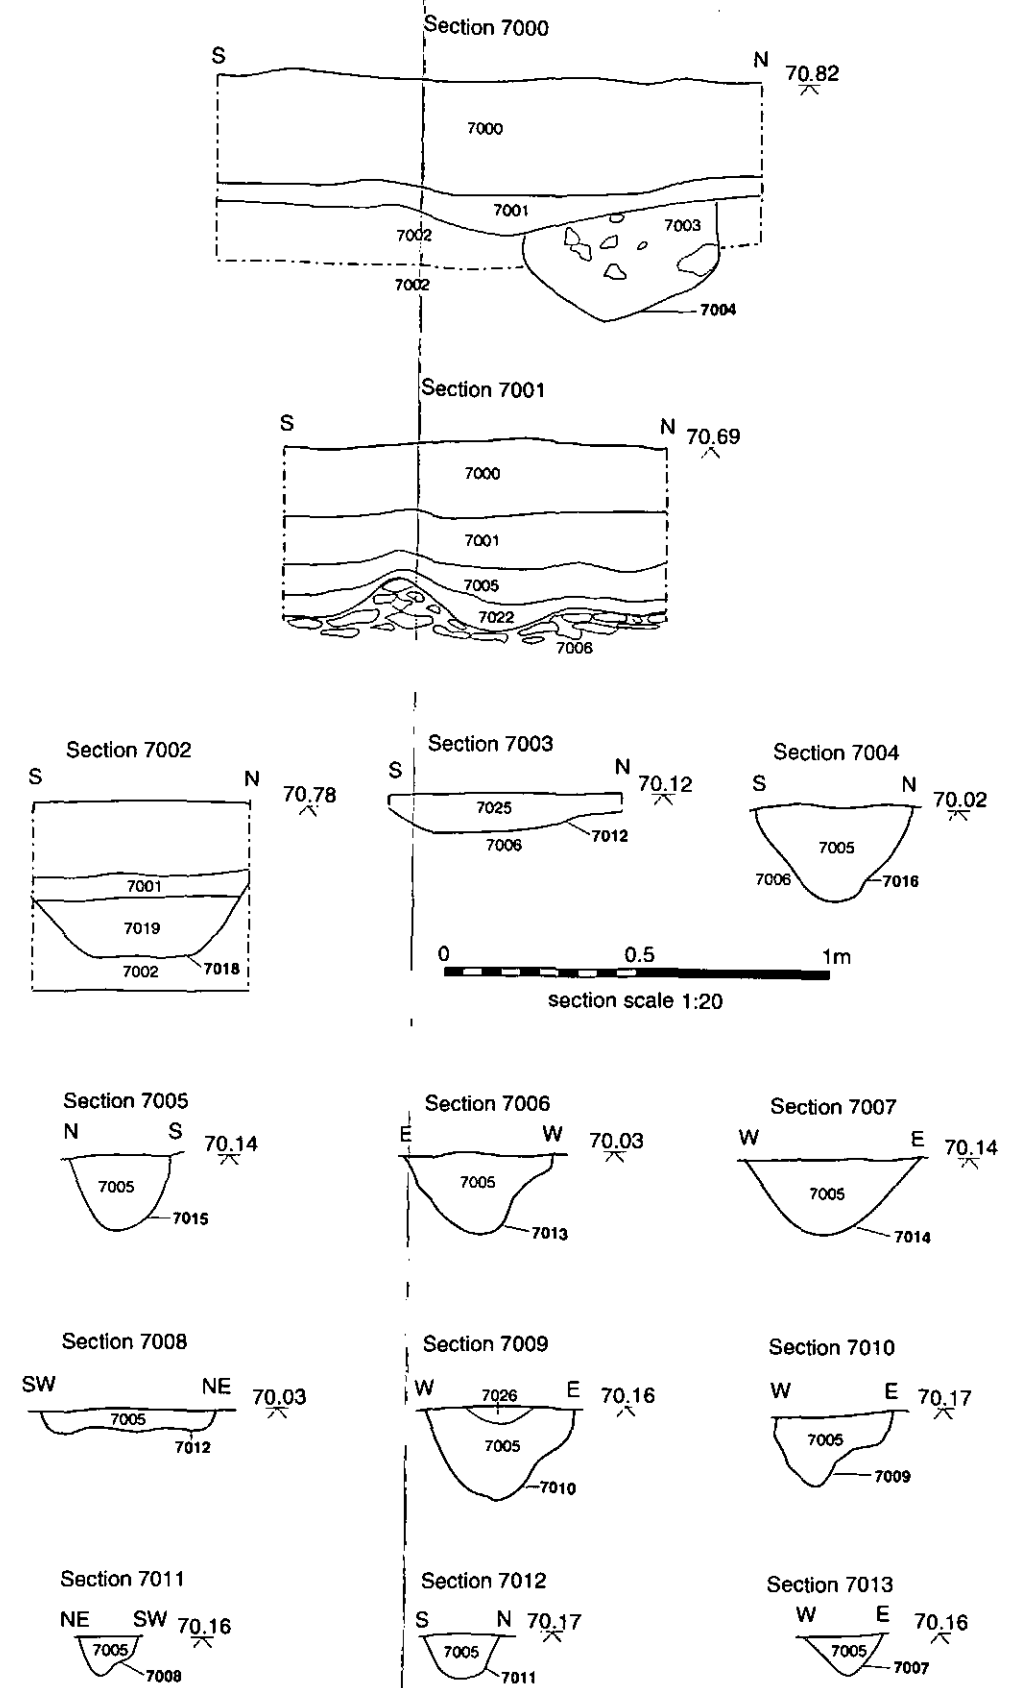 Section 7000
S N 70.82
7000
7001
7003
7002
7002
7004
Section 7001
S N 70.69
7000
7001
7005
7022
7006
Section 7002
S N 70.78
7001
7019
7018
7002
Section 7003
S N 70.12
7025
7012
7006
Section 7004
S N 70.02
7005
7006 7016
0 0.5 1m
section scale 1:20
Section 7005
N S 70.14
7005
7015
Section 7006
E W 70.03
7005
7013
Section 7007
W E 70.14
7005
7014
Section 7008
SW NE 70.03
7005
7012
Section 7009
W E 70.16
7026
7005
7010
Section 7010
W E 70.17
7005
7009
Section 7011
NE SW 70.16
7005
7008
Section 7012
S N 70.17
7005
7011
Section 7013
W E 70.16
7005
7007